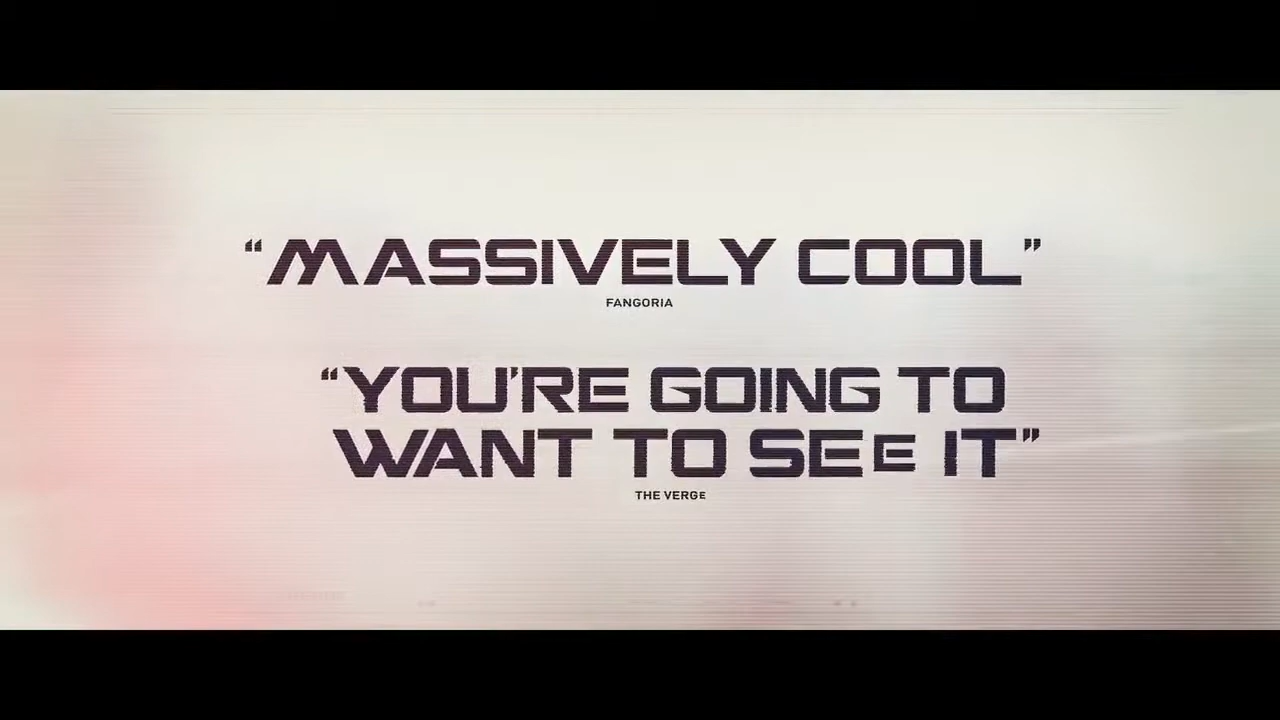 “MASSIVELY COOL”
FANGORIA
“YOU'RE GOING TO
WANT TO SEE IT”
THE VERGE